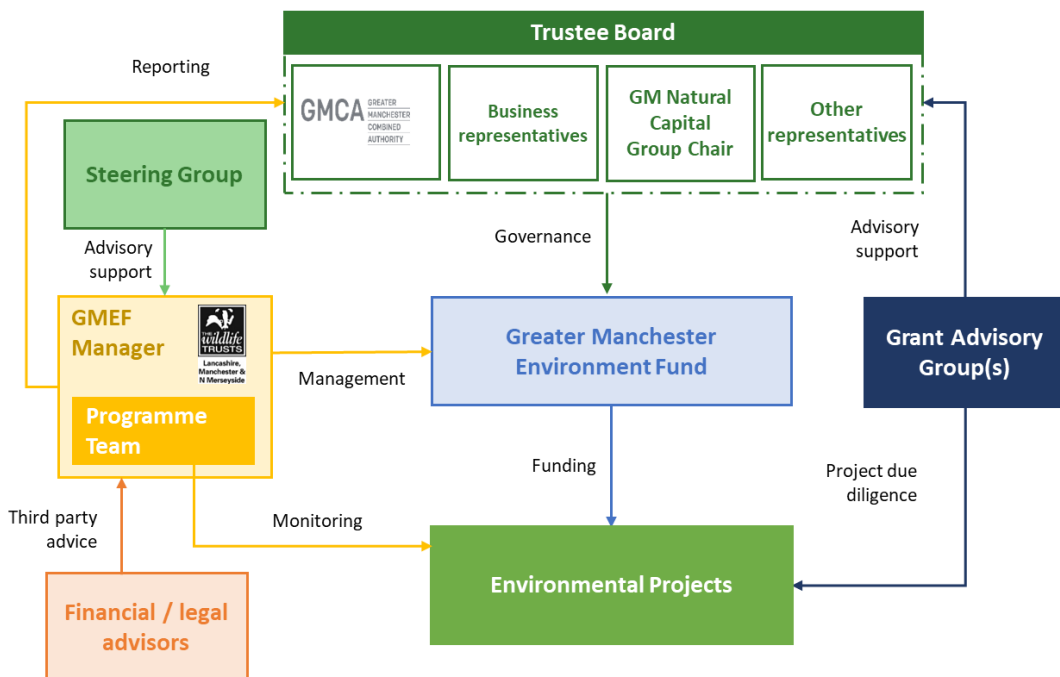 Trustee Board
Reporting
GMCA
GREATER
MANCHESTER
COMBINED
AUTHORITY
Business
representatives
GM Natural
Capital
Group Chair
Other
representatives
Steering Group
Advisory
support
Governance
Advisory
support
GMEF
Manager
THE
wildlife
TRUSTS
Lancashire,
Manchester &
N Merseyside
Programme
Team
Management
Greater Manchester
Environment Fund
Grant Advisory
Group(s)
Funding
Project due
diligence
Third party
advice
Monitoring
Environmental Projects
Financial / legal
advisors